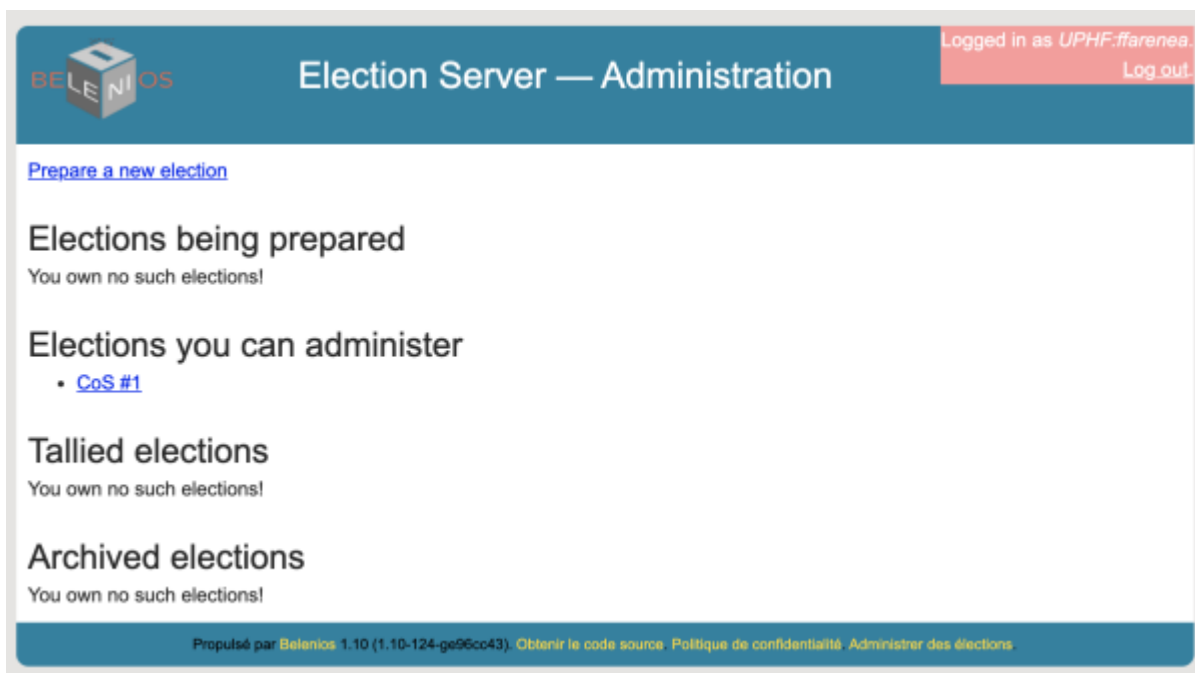 BELENIOS
Election Server — Administration
Logged in as UPHF:ffarenea.
Log out.
Prepare a new election
Elections being prepared
You own no such elections!
Elections you can administer
• CoS #1
Tallied elections
You own no such elections!
Archived elections
You own no such elections!
Propulsé par Belenios 1.10 (1.10-124-ge96cc43). Obtenir le code source. Politique de confidentialité. Administrer des élections.